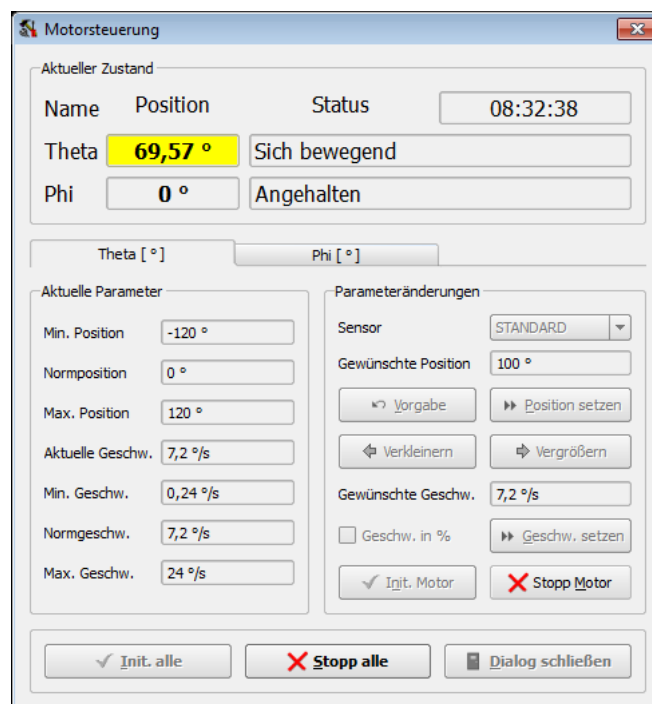 Motorsteuerung
Aktueller Zustand
Name Position Status 08:32:38
Theta 69,57 ° Sich bewegend
Phi 0 ° Angehalten
Theta [ ° ] Phi [ ° ]
Aktuelle Parameter
Min. Position -120 °
Normposition 0 °
Max. Position 120 °
Aktuelle Geschw. 7,2 °/s
Min. Geschw. 0,24 °/s
Normgeschw. 7,2 °/s
Max. Geschw. 24 °/s
Parameteränderungen
Sensor STANDARD
Gewünschte Position 100 °
Vorgabe Position setzen
Verkleinern Vergrößern
Gewünschte Geschw. 7,2 °/s
Geschw. in % Geschw. setzen
Init. Motor Stopp Motor
Init. alle Stopp alle Dialog schließen